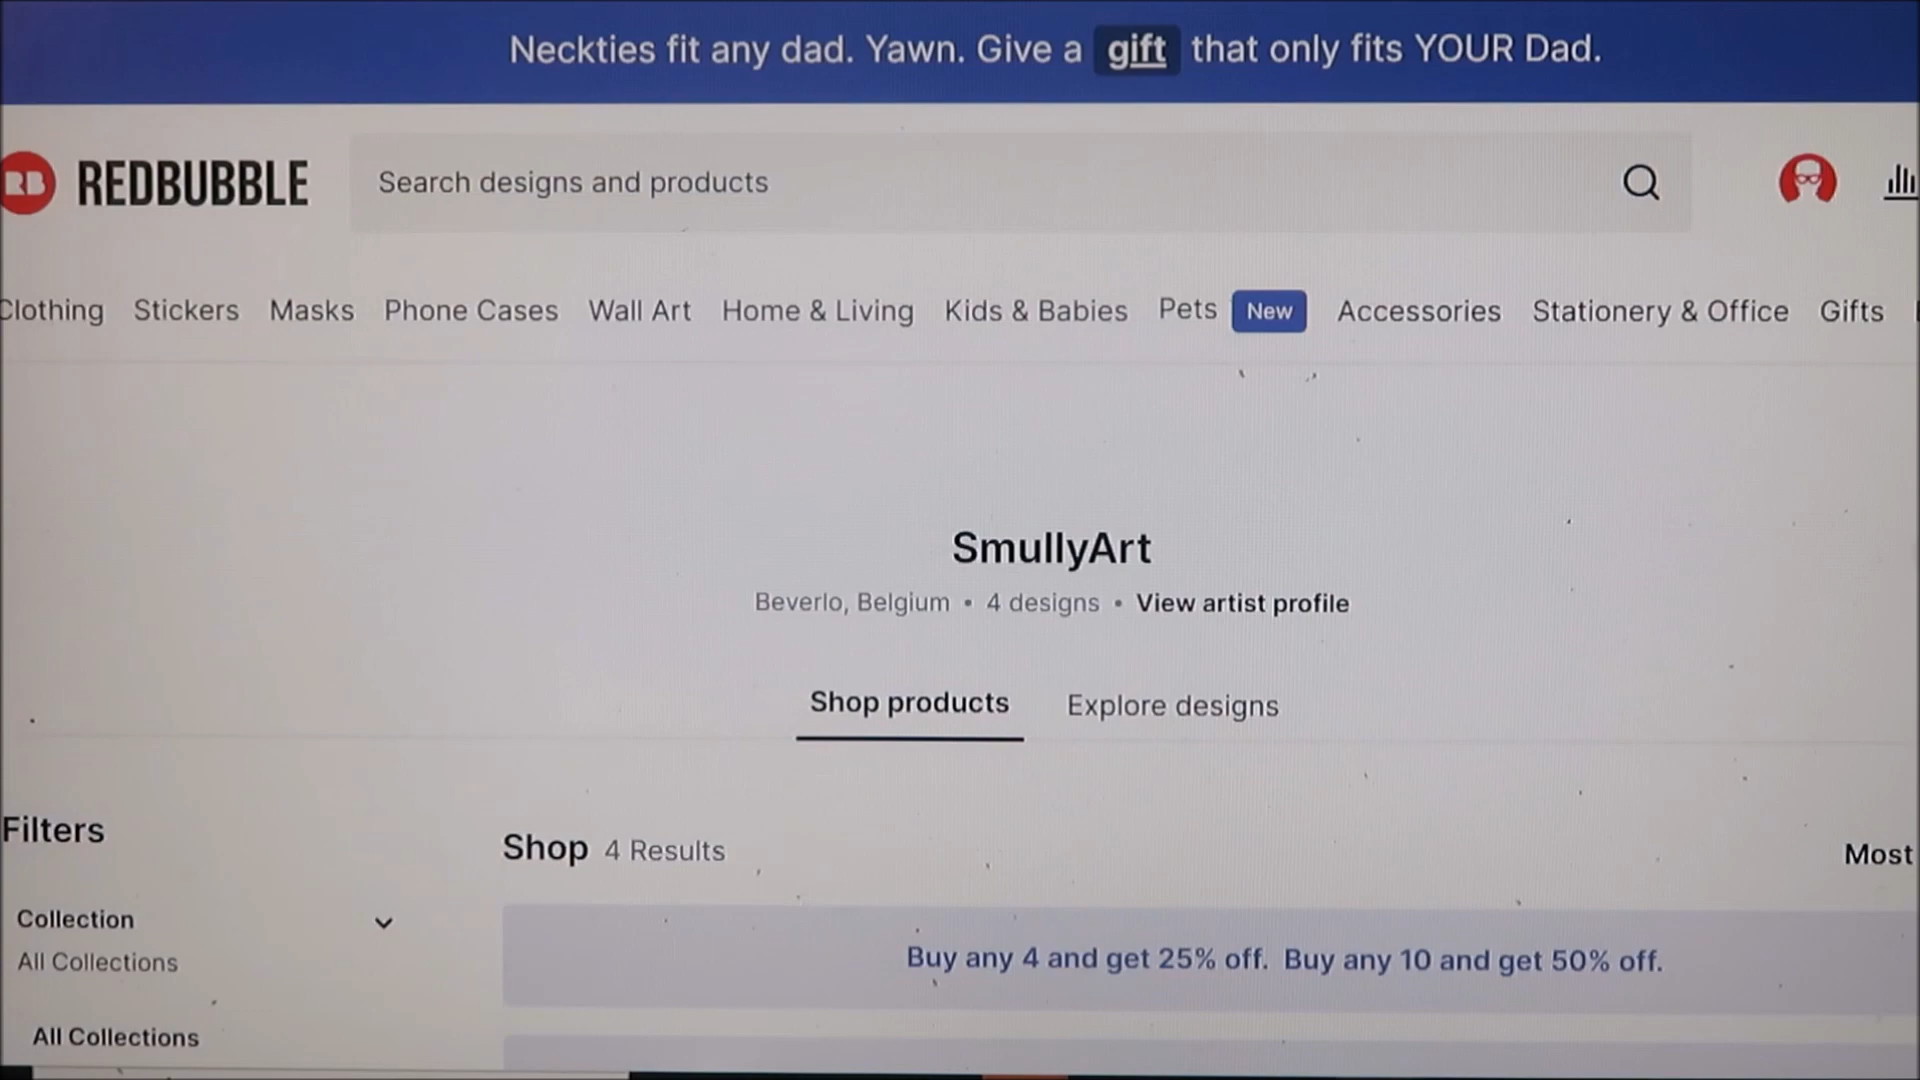 Neckties fit any dad. Yawn. Give a gift that only fits YOUR Dad.
RB REDBUBBLE
Search designs and products
Clothing Stickers Masks Phone Cases Wall Art Home & Living Kids & Babies Pets New Accessories Stationery & Office Gifts
SmullyArt
Beverlo, Belgium • 4 designs • View artist profile
Shop products Explore designs
Filters
Shop 4 Results
Most
Collection
All Collections
Buy any 4 and get 25% off. Buy any 10 and get 50% off.
All Collections